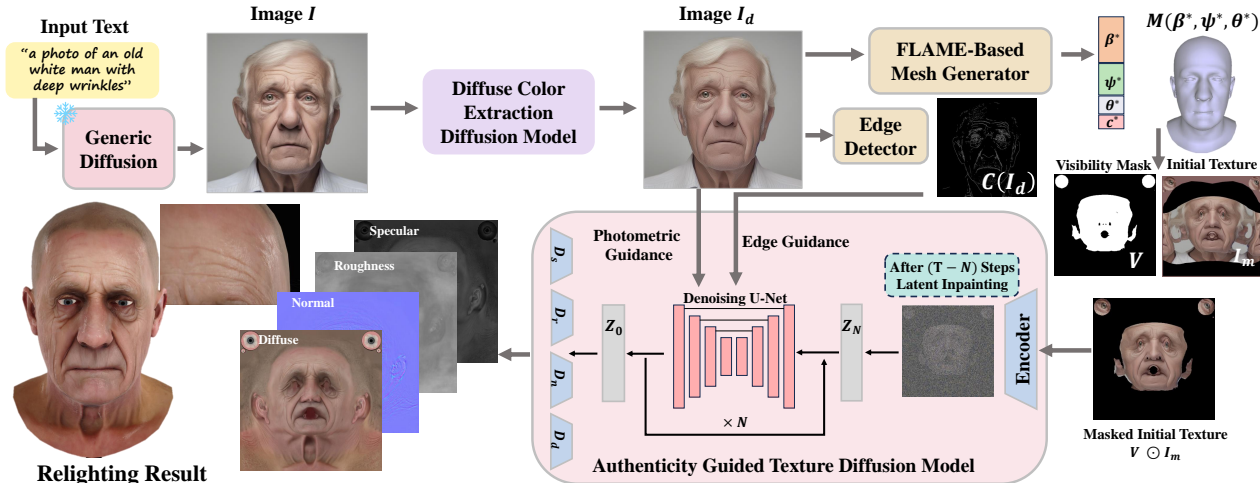 Input Text
"a photo of an old
white man with
deep wrinkles"
Generic
Diffusion
Image I
Diffuse Color
Extraction
Diffusion Model
Image I_d
FLAME-Based
Mesh Generator
Edge
Detector
C(I_d)
β*
ψ*
θ*
c*
M(β*, ψ*, θ*)
Visibility Mask
Initial Texture
V
I_m
Masked Initial Texture
V ⊙ I_m
Encoder
After (T − N) Steps
Latent Inpainting
Photometric
Guidance
Edge Guidance
Denoising U-Net
Z_N
Z_0
× N
D_s
D_r
D_n
D_d
Authenticity Guided Texture Diffusion Model
Specular
Roughness
Normal
Diffuse
Relighting Result